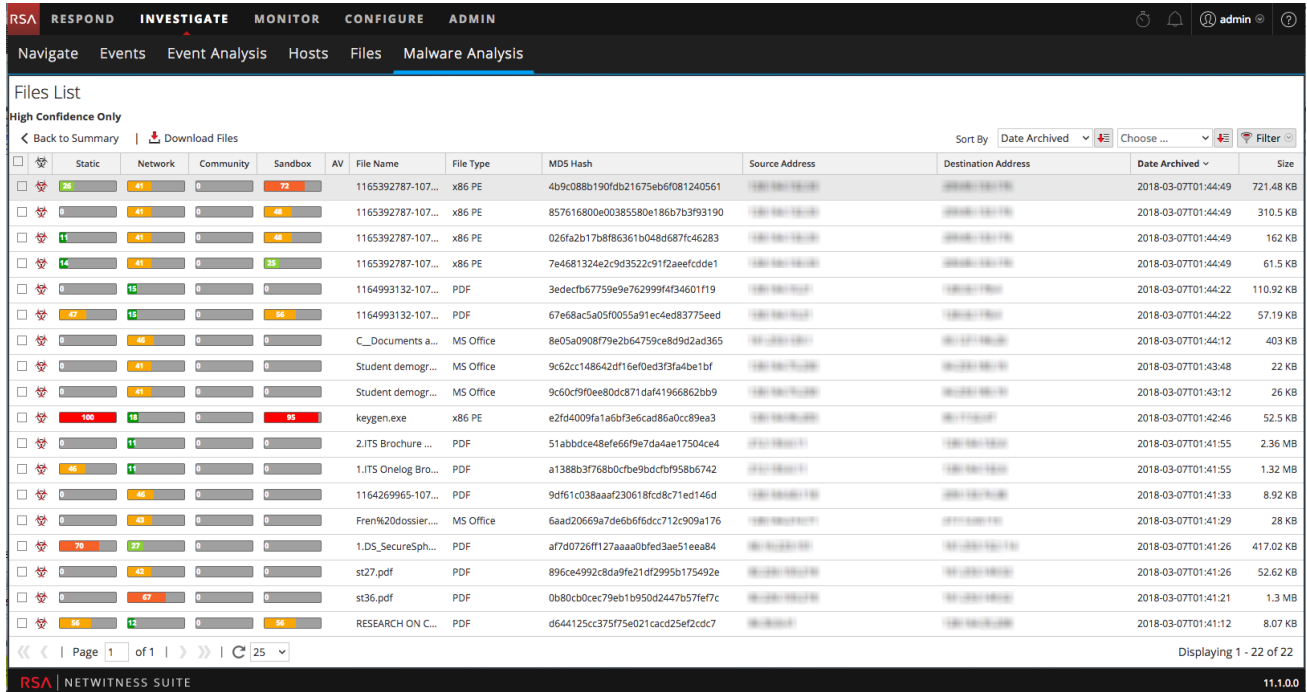 RSA RESPOND INVESTIGATE MONITOR CONFIGURE ADMIN admin ?
Navigate Events Event Analysis Hosts Files Malware Analysis
Files List
High Confidence Only
Back to Summary | Download Files Sort By Date Archived Choose ... Filter
Static Network Community Sandbox AV File Name File Type MD5 Hash Source Address Destination Address Date Archived Size
26 41 0 72 1165392787-107... x86 PE 4b9c088b190fdb21675eb6f081240561 2018-03-07T01:44:49 721.48 KB
0 41 0 46 1165392787-107... x86 PE 857616800e00385580e186b7b3f93190 2018-03-07T01:44:49 310.5 KB
11 41 0 46 1165392787-107... x86 PE 026fa2b17b8f86361b048d687fc46283 2018-03-07T01:44:49 162 KB
14 41 0 25 1165392787-107... x86 PE 7e4681324e2c9d3522c91f2aeefcdde1 2018-03-07T01:44:49 61.5 KB
0 15 0 0 1164993132-107... PDF 3edecfb67759e9e762999f4f34601f19 2018-03-07T01:44:22 110.92 KB
47 15 0 56 1164993132-107... PDF 67e68ac5a05f0055a91ec4ed83775eed 2018-03-07T01:44:22 57.19 KB
0 46 0 0 C__Documents a... MS Office 8e05a0908f79e2b64759ce8d9d2ad365 2018-03-07T01:44:12 403 KB
0 41 0 0 Student demogr... MS Office 9c62cc148642df16ef0ed3f3fa4be1bf 2018-03-07T01:43:48 22 KB
0 41 0 0 Student demogr... MS Office 9c60cf9f0ee80dc871daf41966862bb9 2018-03-07T01:43:12 26 KB
100 18 0 95 keygen.exe x86 PE e2fd4009fa1a6bf3e6cad86a0cc89ea3 2018-03-07T01:42:46 52.5 KB
0 11 0 0 2.ITS Brochure ... PDF 51abbdce48efe66f9e7da4ae17504ce4 2018-03-07T01:41:55 2.36 MB
46 11 0 0 1.ITS Onelog Bro... PDF a1388b3f768b0cfbe9bdcfbf958b6742 2018-03-07T01:41:55 1.32 MB
0 46 0 0 1164269965-107... PDF 9df61c038aaaf230618fcd8c71ed146d 2018-03-07T01:41:33 8.92 KB
0 43 0 0 Fren%20dossier.... MS Office 6aad20669a7de6b6f6dcc712c909a176 2018-03-07T01:41:29 28 KB
70 27 0 0 1.DS_SecureSph... PDF af7d0726ff127aaaa0bfed3ae51eea84 2018-03-07T01:41:26 417.02 KB
0 42 0 0 st27.pdf PDF 896ce4992c8da9fe21df2995b175492e 2018-03-07T01:41:26 52.62 KB
0 67 0 0 st36.pdf PDF 0b80cb0cec79eb1b950d2447b57fef7c 2018-03-07T01:41:21 1.3 MB
56 12 0 56 RESEARCH ON C... PDF d644125cc375f75e021cacd25ef2cdc7 2018-03-07T01:41:12 8.07 KB
Page 1 of 1 | 25 Displaying 1 - 22 of 22
RSA NETWITNESS SUITE 11.1.0.0